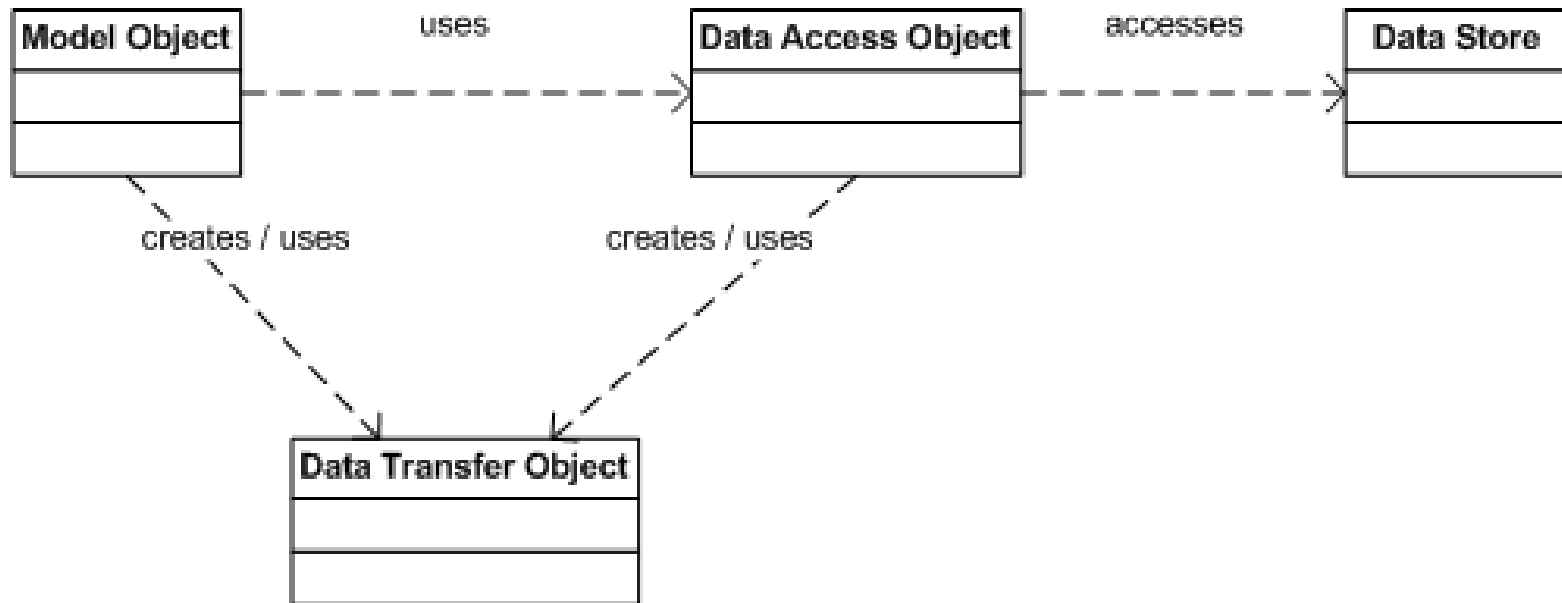 Model Object
uses
Data Access Object
accesses
Data Store
creates / uses
creates / uses
Data Transfer Object